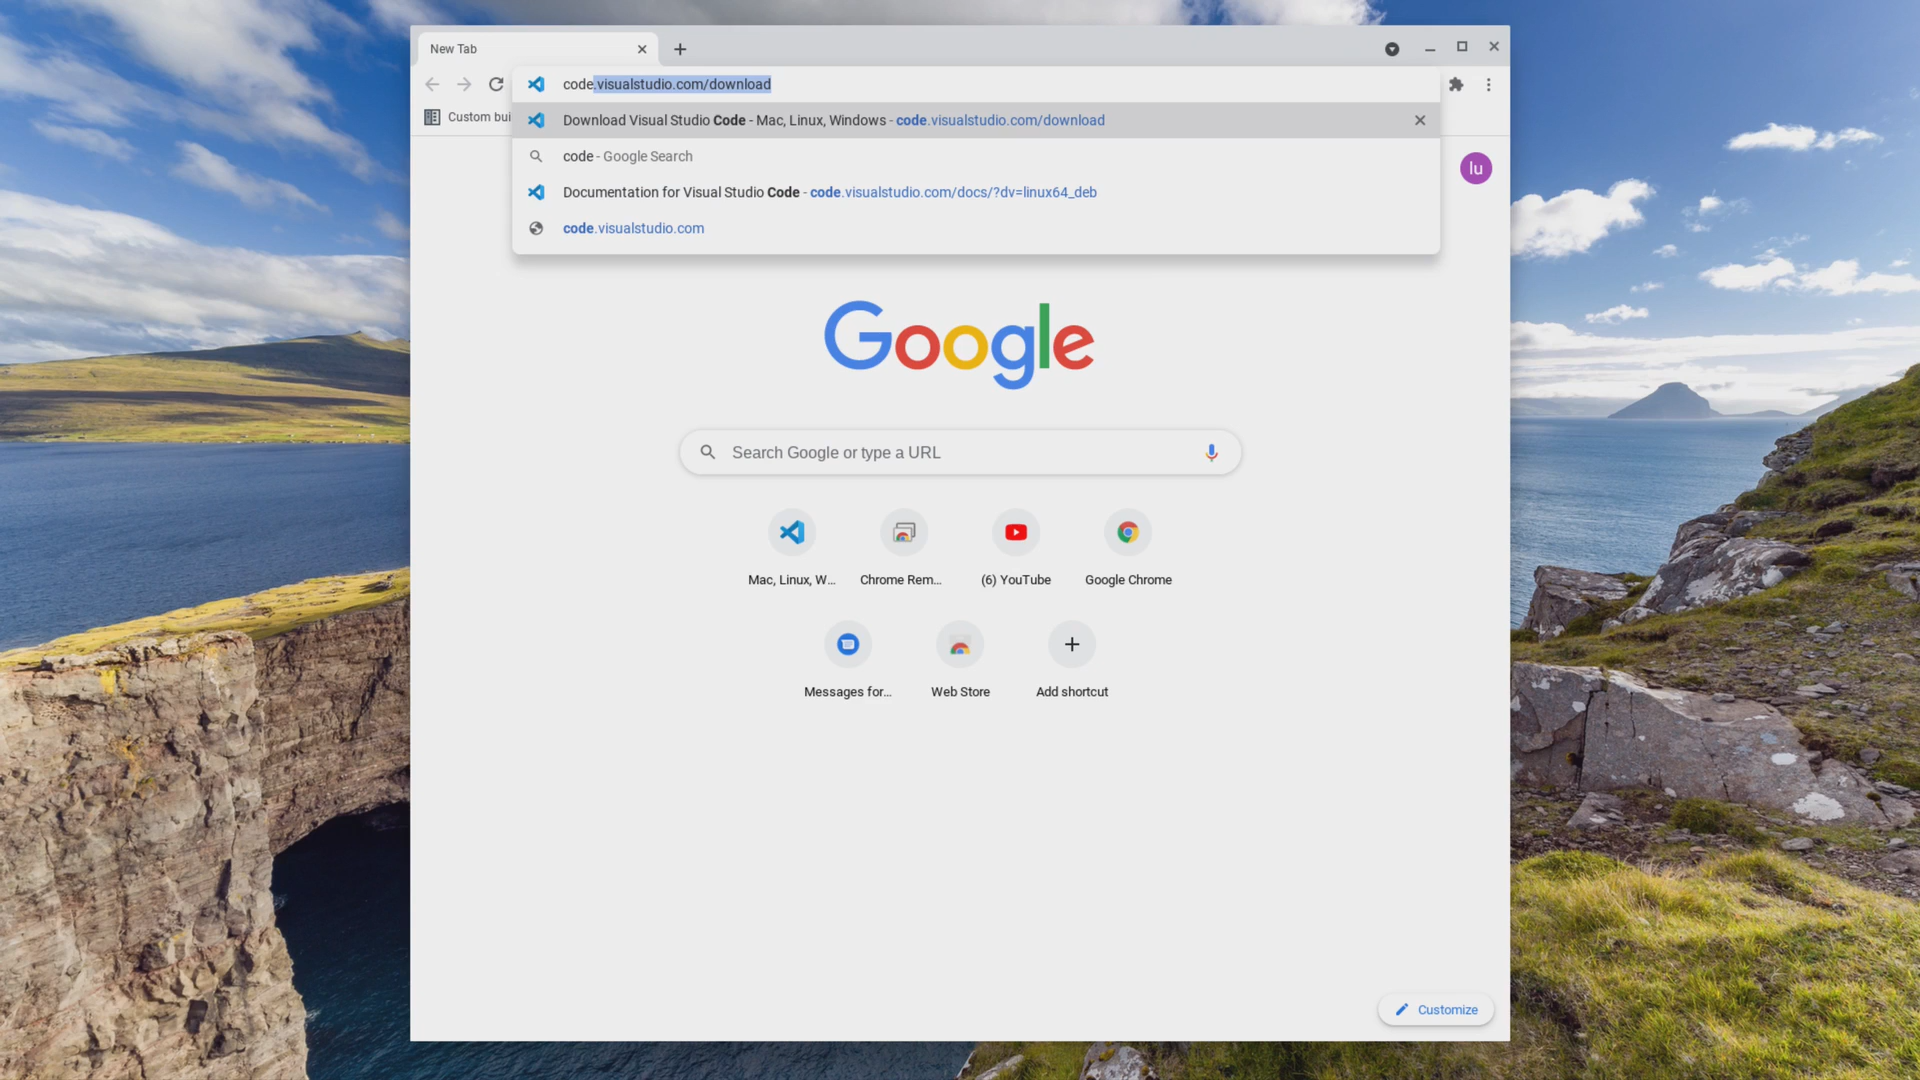 New Tab
code.visualstudio.com/download
Custom bui
Download Visual Studio Code - Mac, Linux, Windows - code.visualstudio.com/download
code - Google Search
lu
Documentation for Visual Studio Code - code.visualstudio.com/docs/?dv=linux64_deb
code.visualstudio.com
Google
Search Google or type a URL
Mac, Linux, W...
Chrome Rem...
(6) YouTube
Google Chrome
Messages for...
Web Store
Add shortcut
Customize